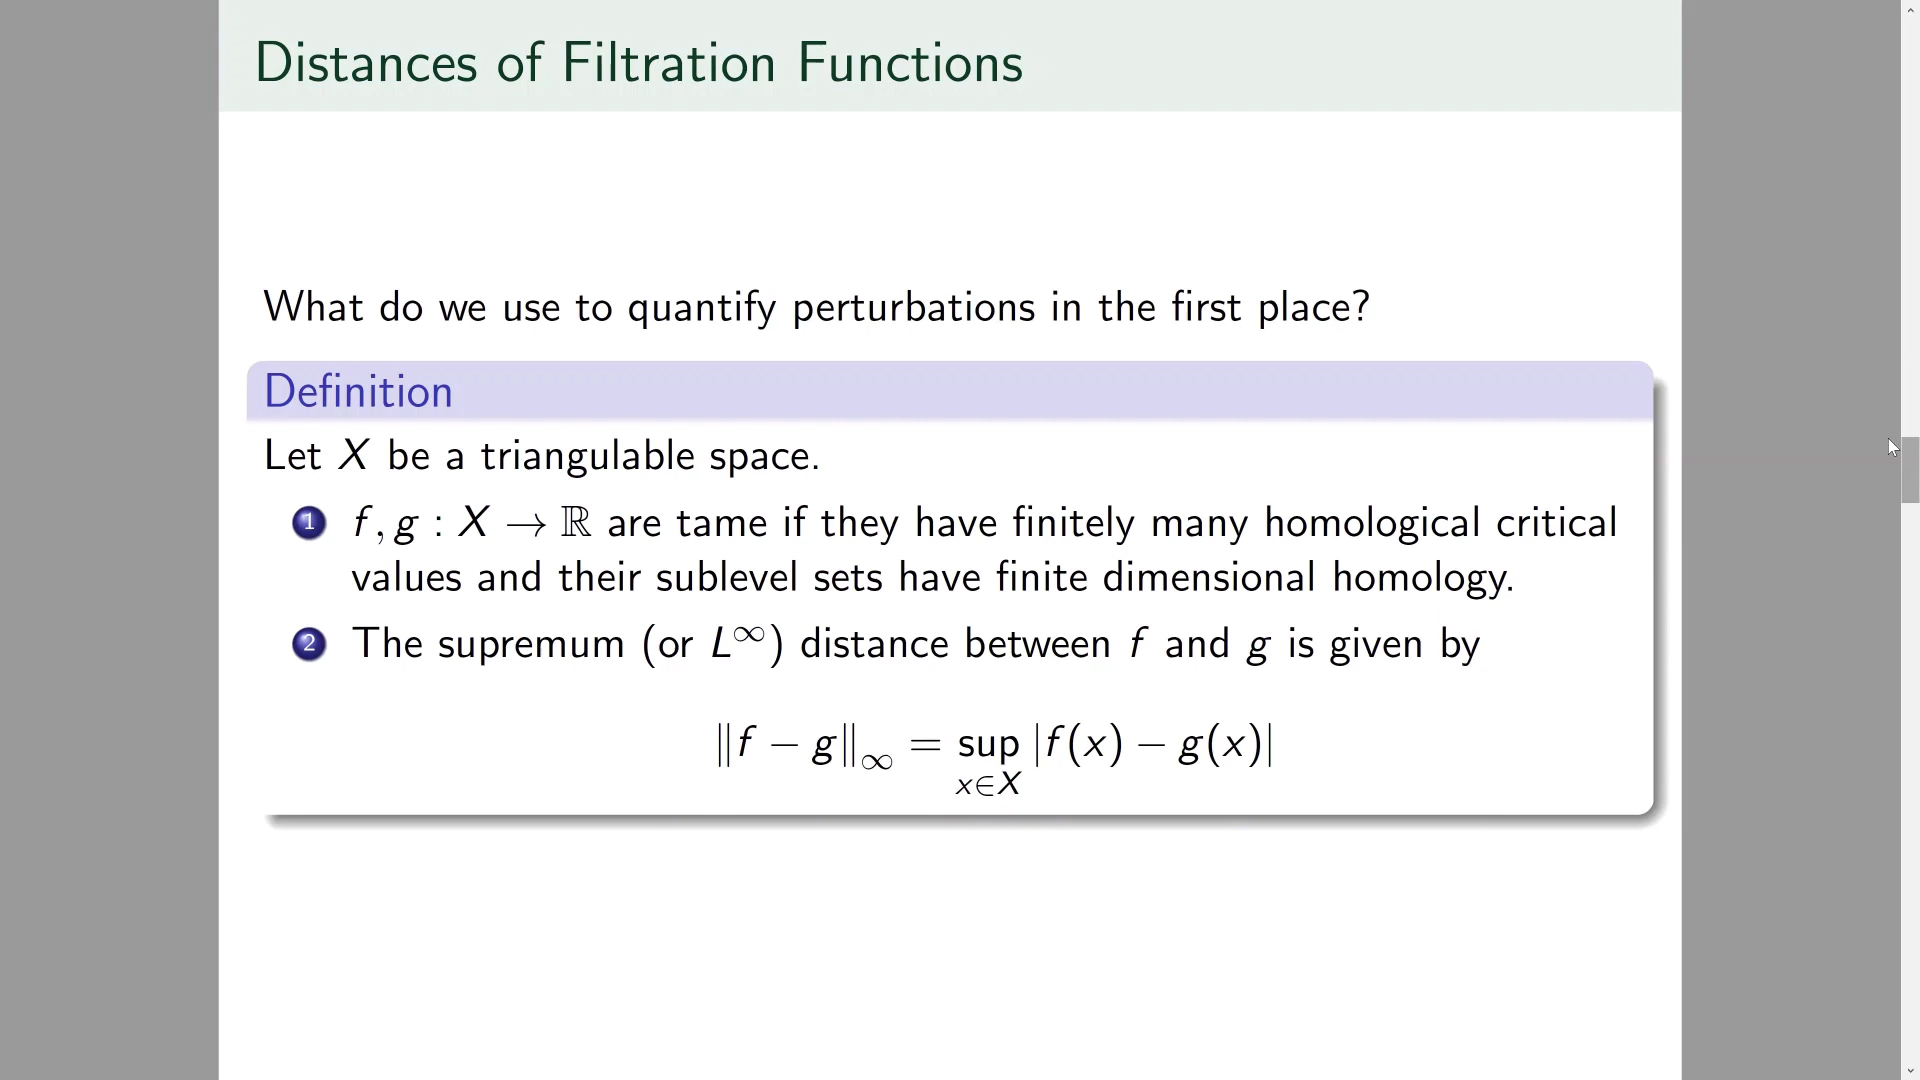 Distances of Filtration Functions
What do we use to quantify perturbations in the first place?
Definition
Let X be a triangulable space.
1 f, g : X → ℝ are tame if they have finitely many homological critical
values and their sublevel sets have finite dimensional homology.
2 The supremum (or L^∞) distance between f and g is given by
‖f − g‖_∞ = sup_{x∈X} |f(x) − g(x)|